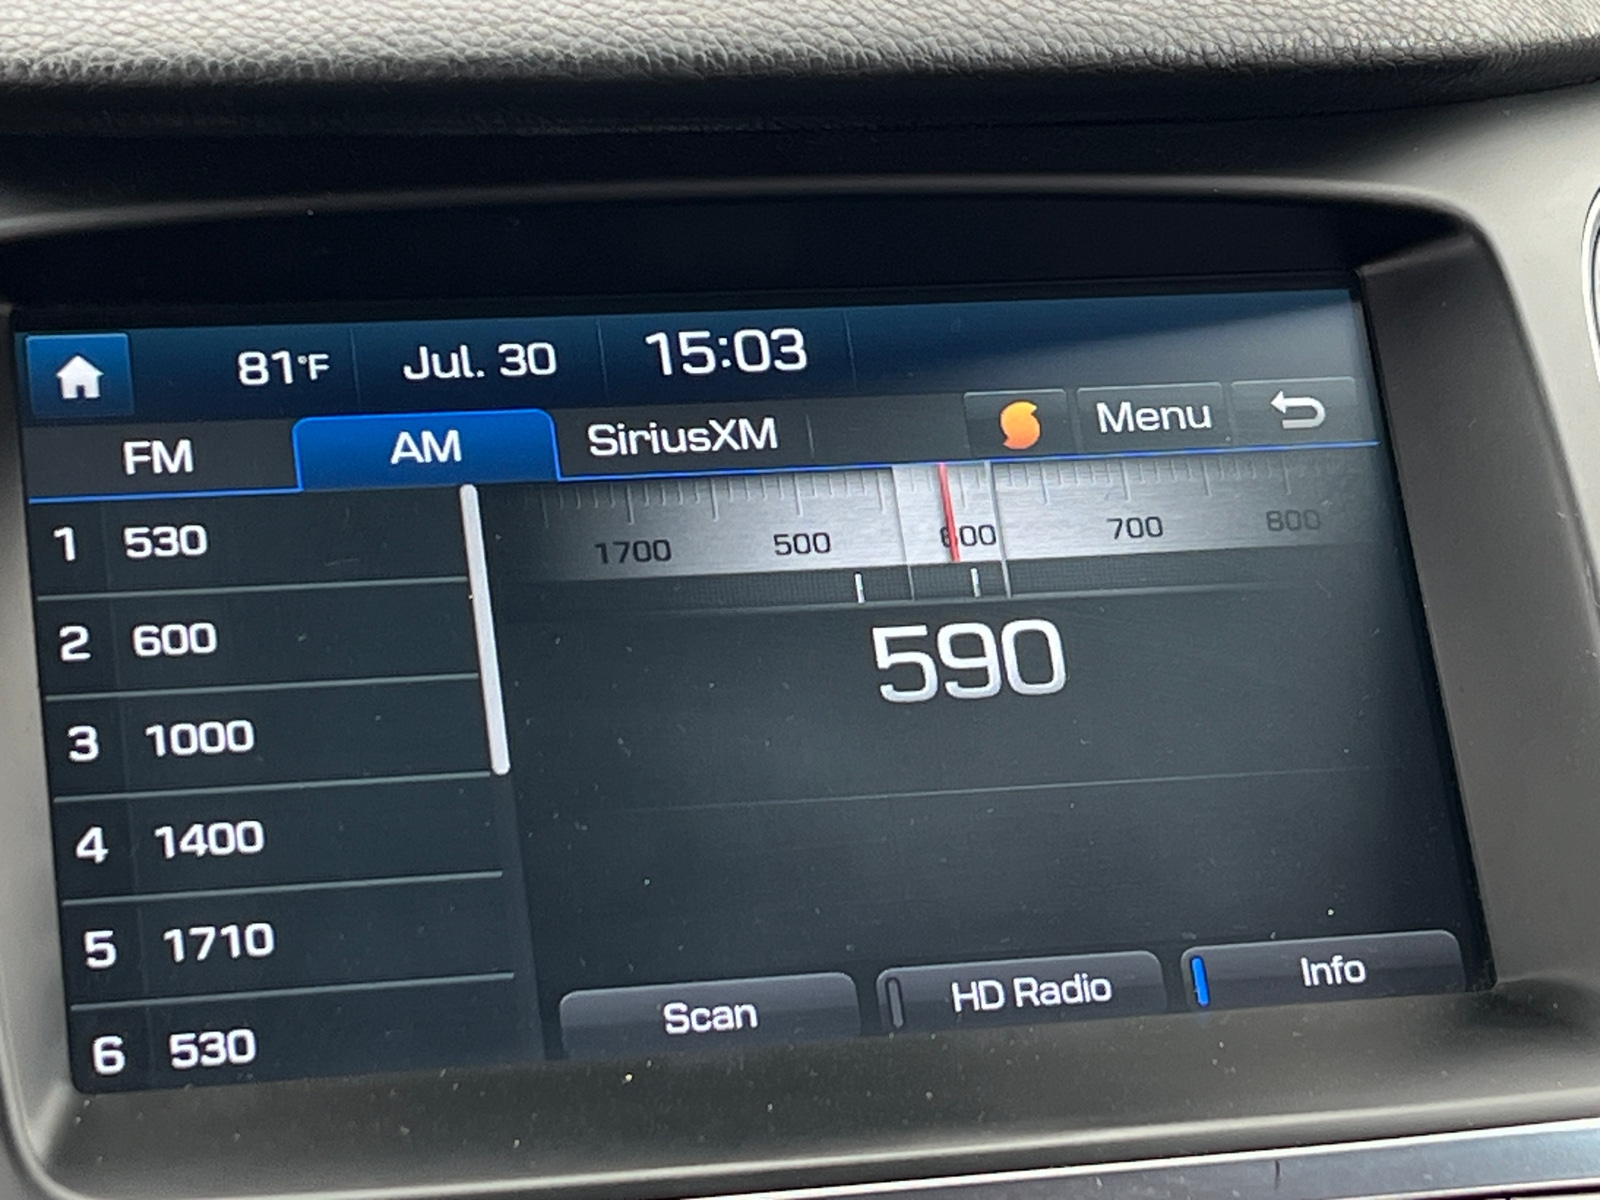 81°F Jul. 30 15:03
FM AM SiriusXM Menu
1 530
2 600
3 1000
4 1400
5 1710
6 530
1700 500 600 700 800
590
Scan HD Radio Info